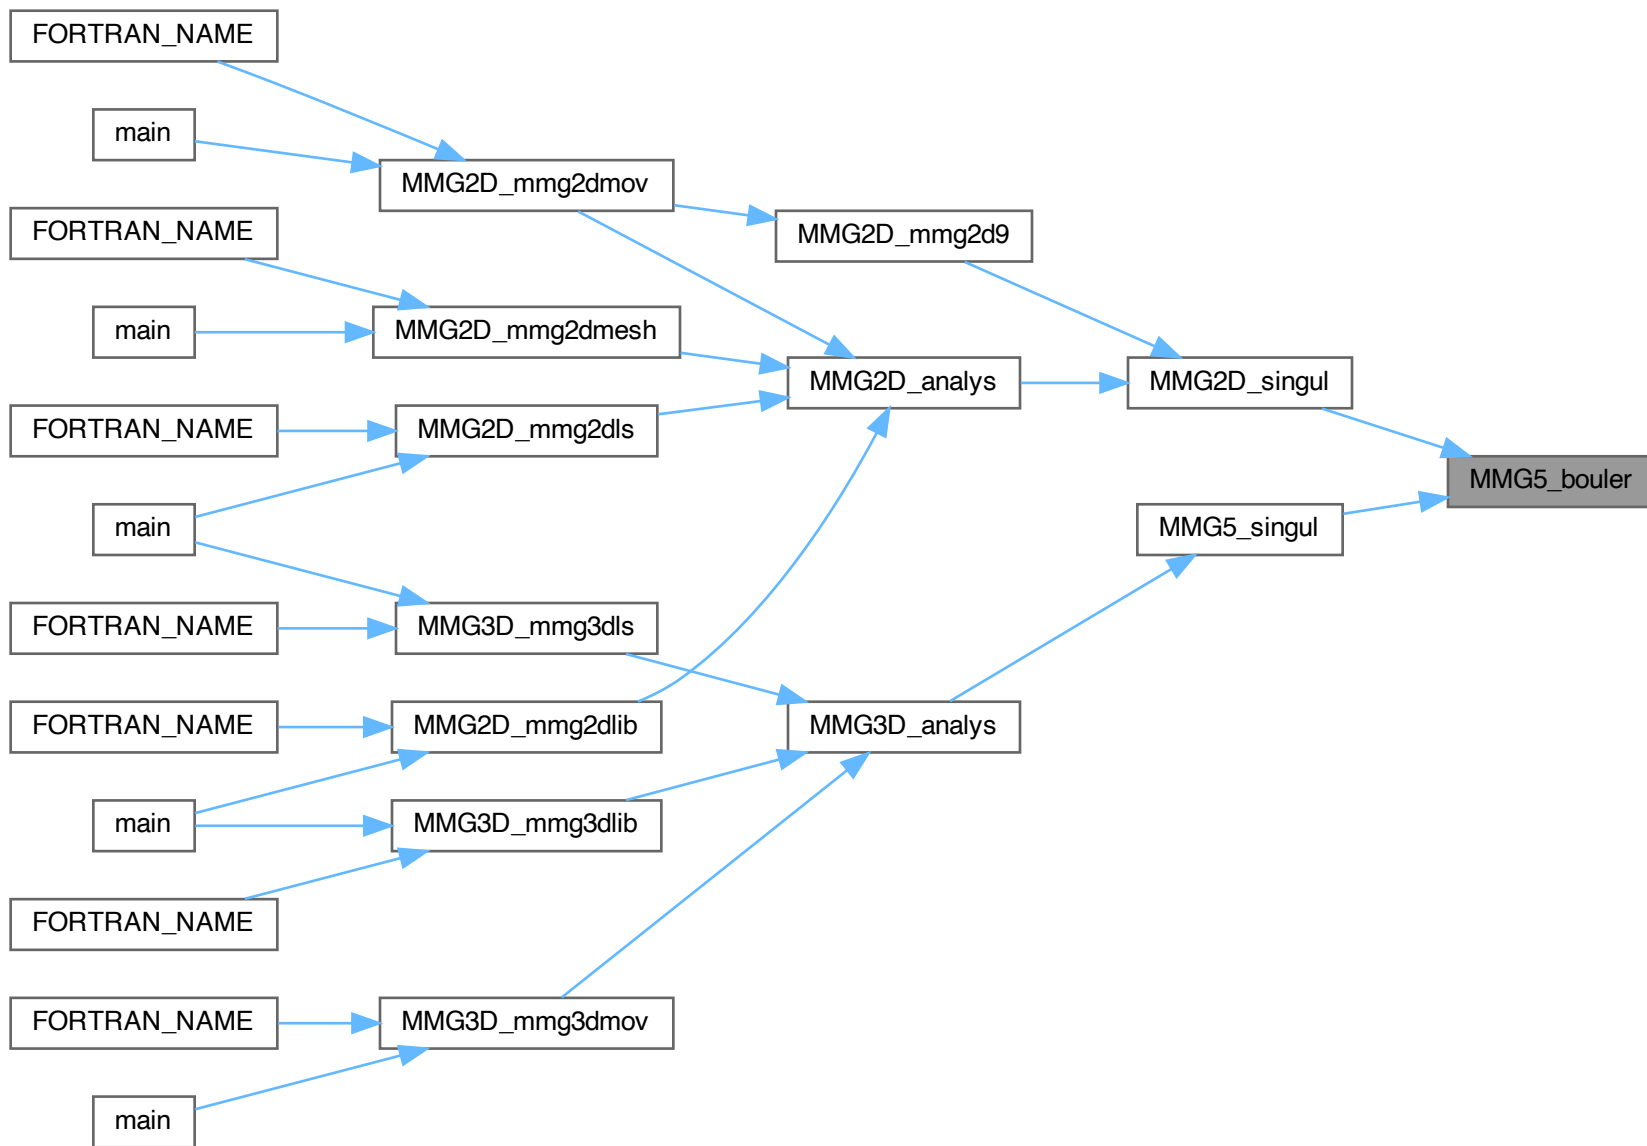 FORTRAN_NAME
main
MMG2D_mmg2dmov
FORTRAN_NAME
MMG2D_mmg2d9
main
MMG2D_mmg2dmesh
MMG2D_analys
MMG2D_singul
FORTRAN_NAME
MMG2D_mmg2dls
MMG5_bouler
main
MMG5_singul
FORTRAN_NAME
MMG3D_mmg3dls
FORTRAN_NAME
MMG2D_mmg2dlib
MMG3D_analys
main
MMG3D_mmg3dlib
FORTRAN_NAME
FORTRAN_NAME
MMG3D_mmg3dmov
main